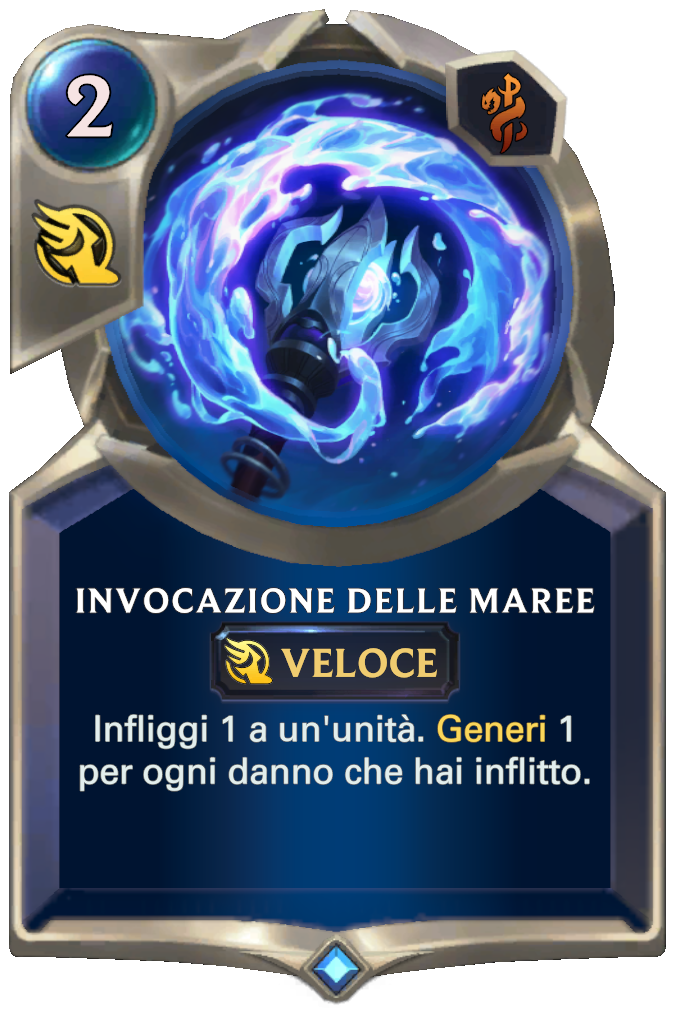 2
INVOCAZIONE DELLE MAREE
VELOCE
Infliggi 1 a un'unità. Generi 1
per ogni danno che hai inflitto.